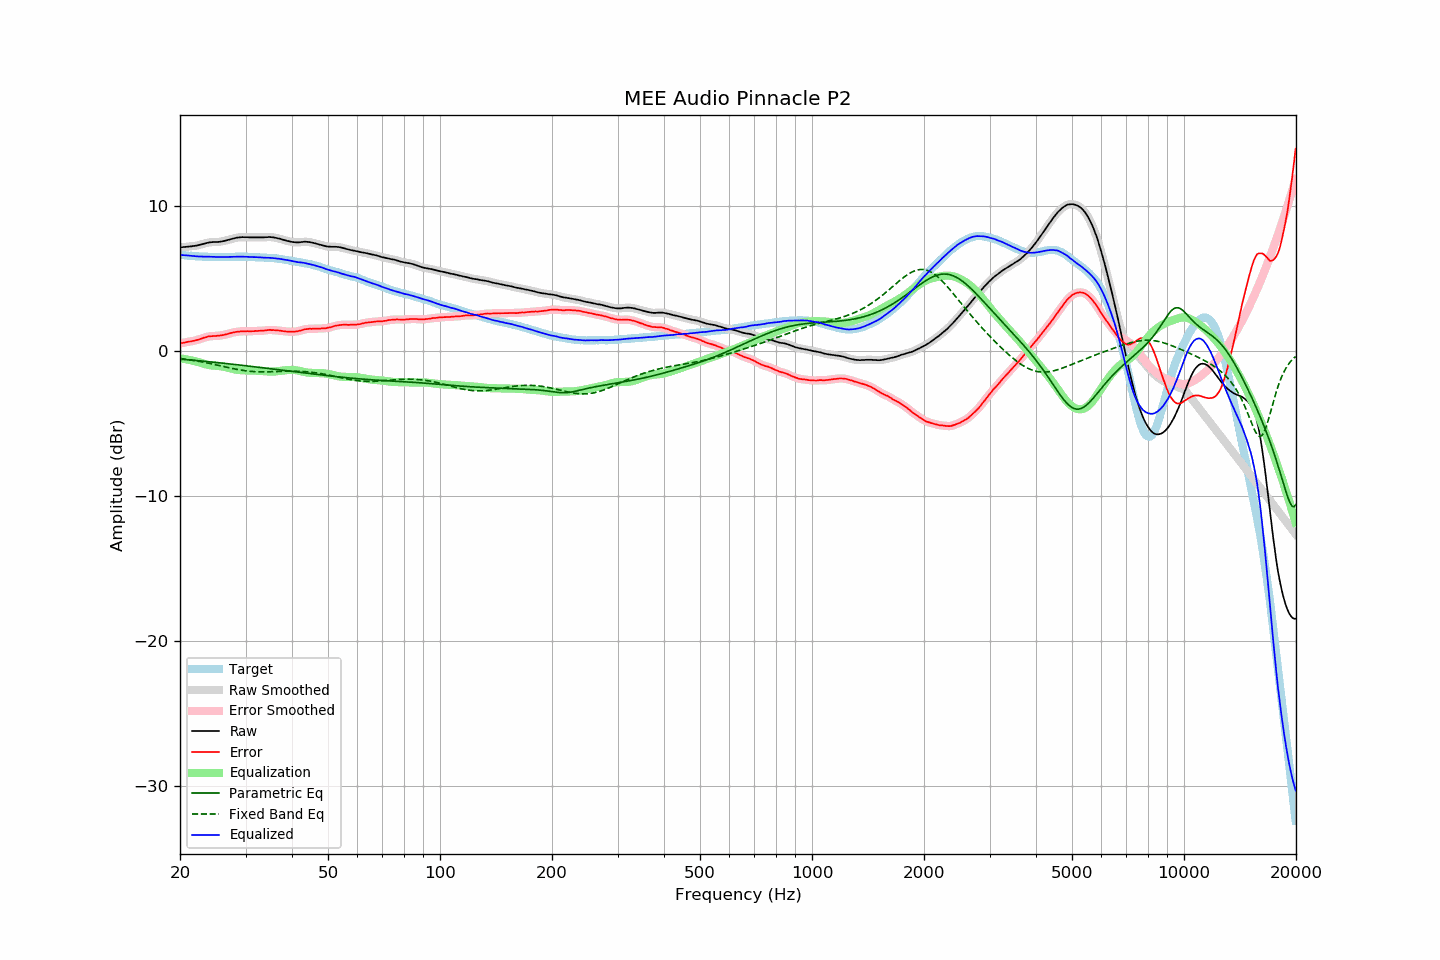 MEE Audio Pinnacle P2
Amplitude (dBr)
10
0
−10
−20
−30
Target
Raw Smoothed
Error Smoothed
Raw
Error
Equalization
Parametric Eq
Fixed Band Eq
Equalized
20 50 100 200 500 1000 2000 5000 10000 20000
Frequency (Hz)